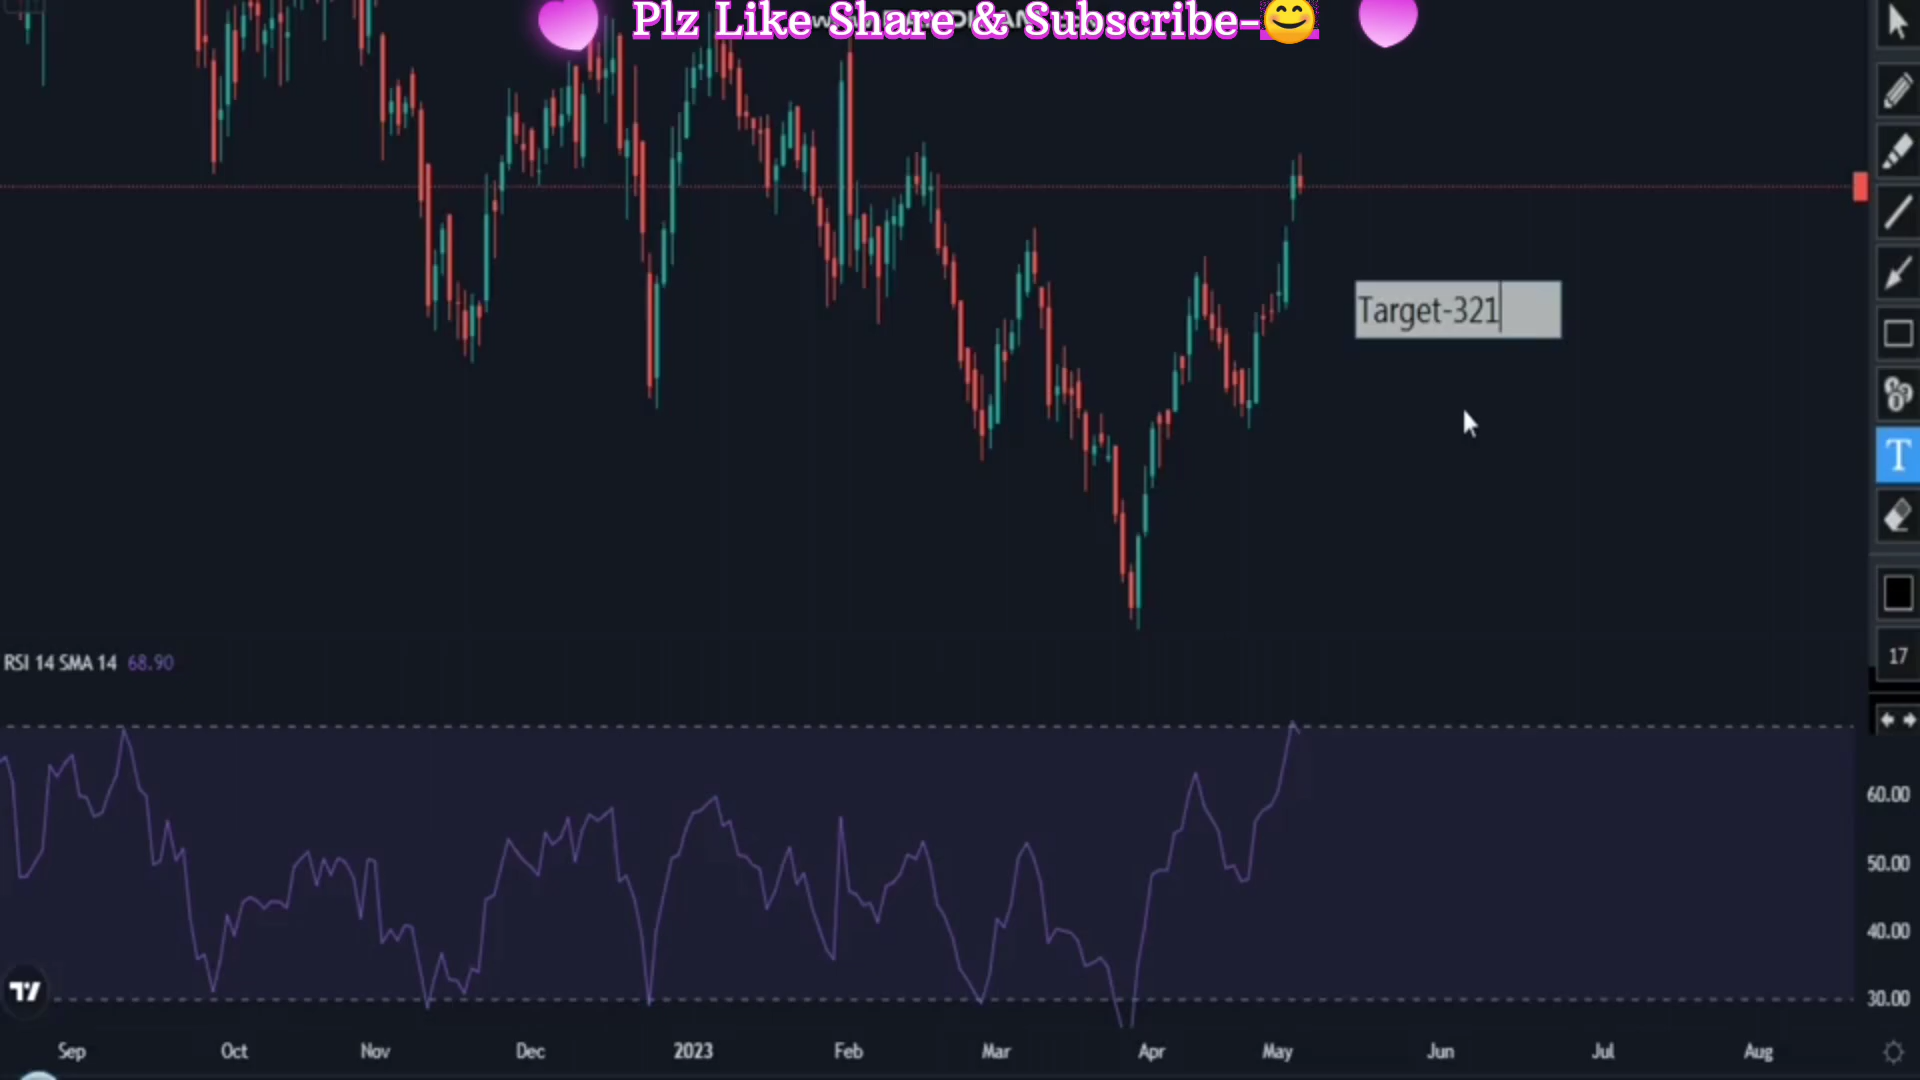 Plz Like Share & Subscribe-😊
Target-321
RSI 14 SMA 14 68.90
17
60.00
50.00
40.00
30.00
Sep Oct Nov Dec 2023 Feb Mar Apr May Jun Jul Aug